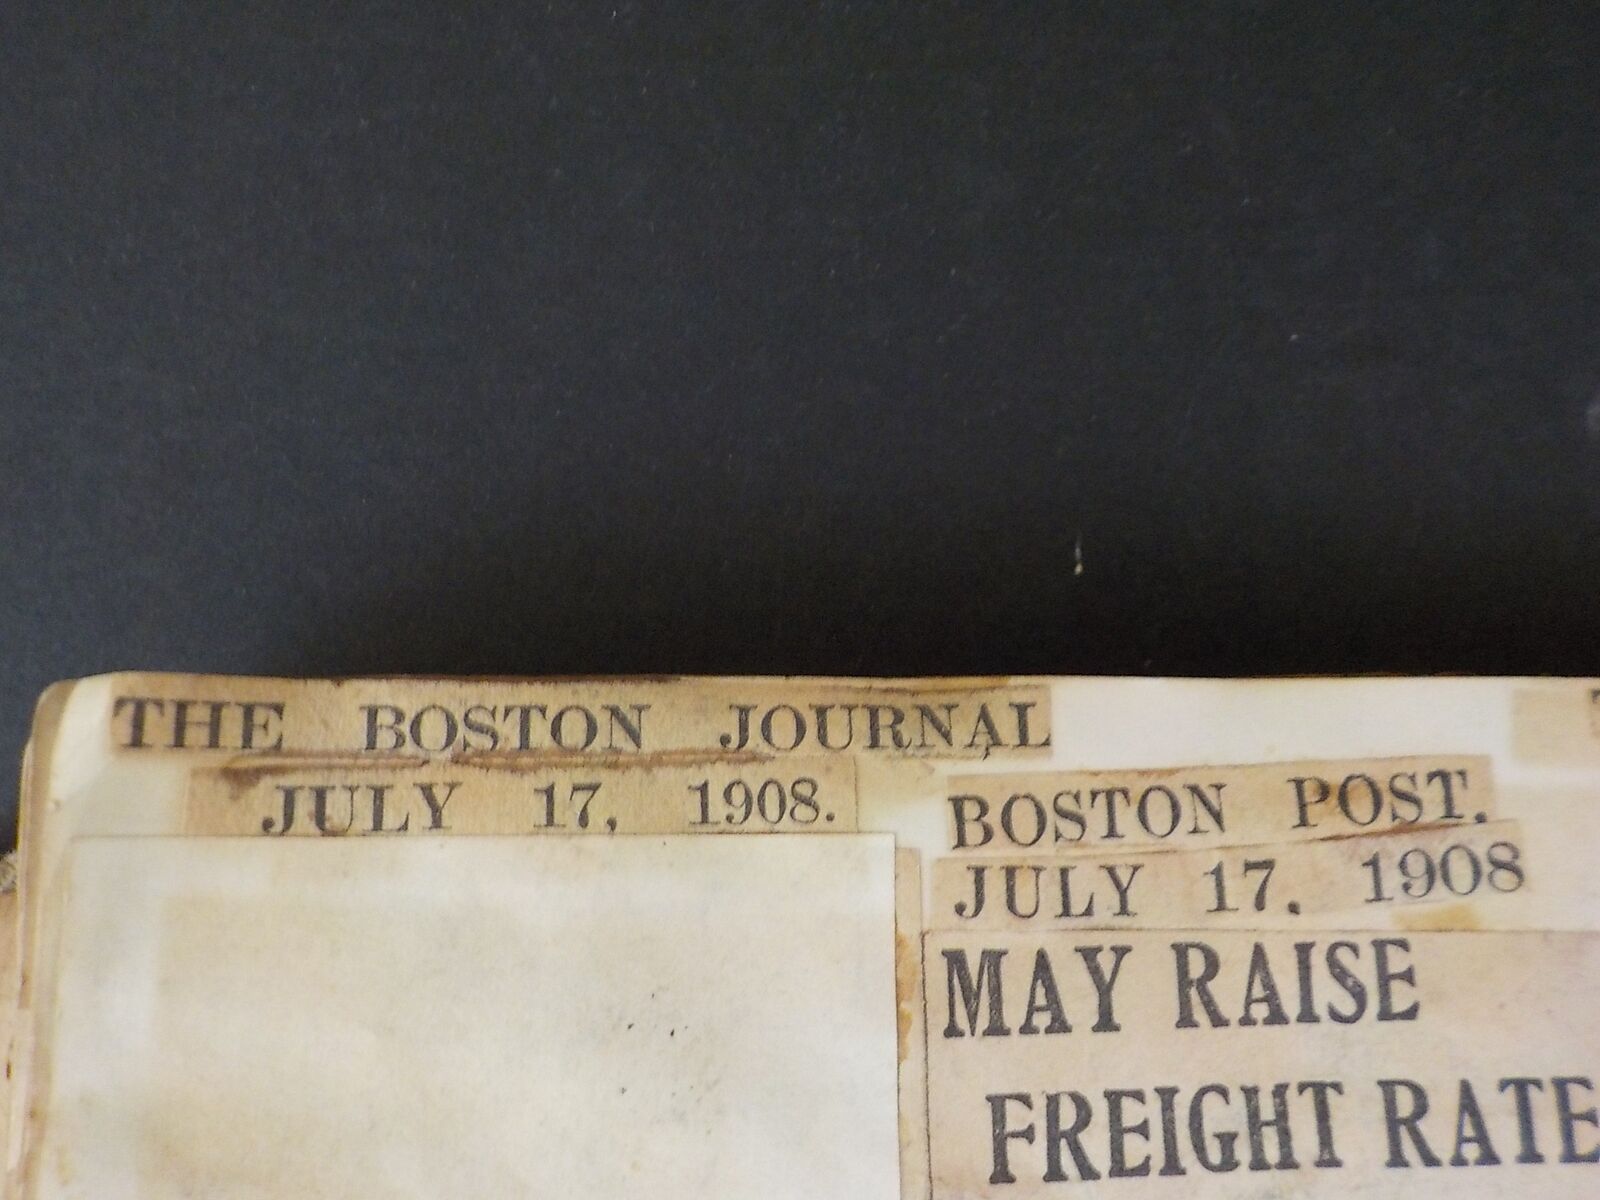 THE BOSTON JOURNAL
JULY 17, 1908.
BOSTON POST.
JULY 17. 1908
MAY RAISE
FREIGHT RATE